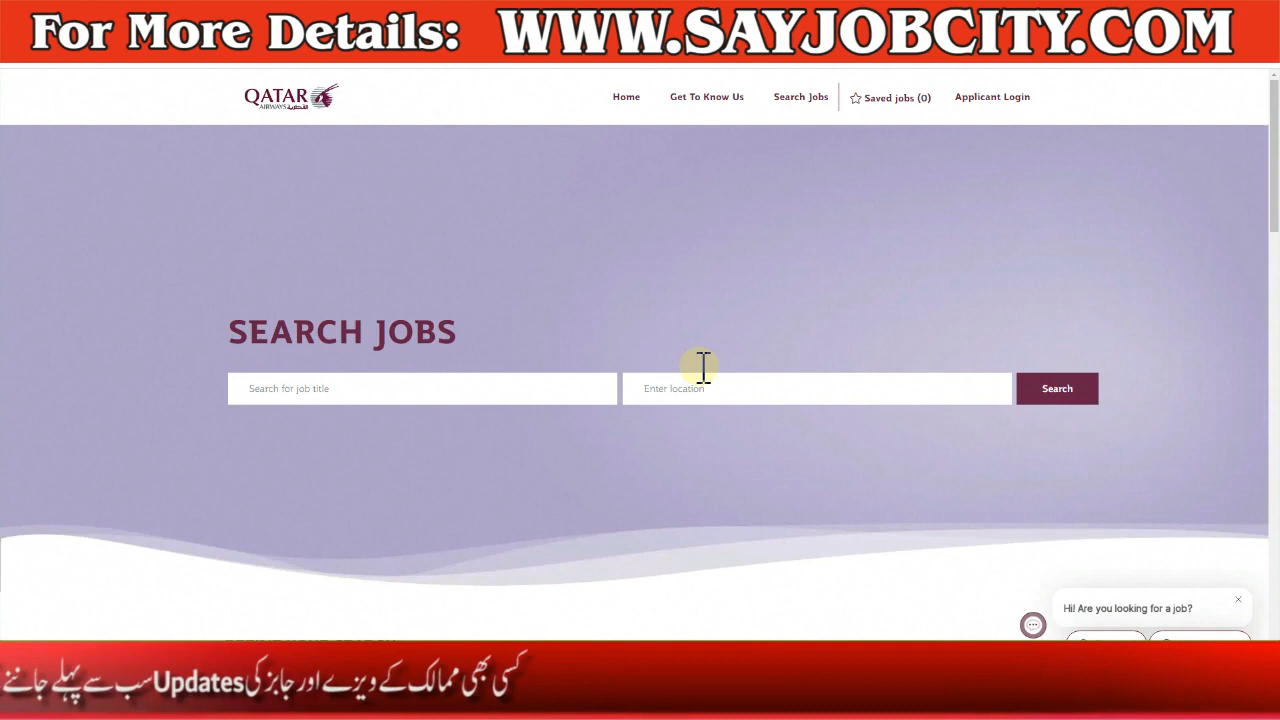 For More Details: WWW.SAYJOBCITY.COM
QATAR
AIRWAYS القطرية
Home Get To Know Us Search Jobs Saved jobs (0) Applicant Login
SEARCH JOBS
Search for job title Enter location Search
Hi! Are you looking for a job?
کسی بھی ممالک کے ویزے اور جابز کی Updates سب سے پہلے جاننے